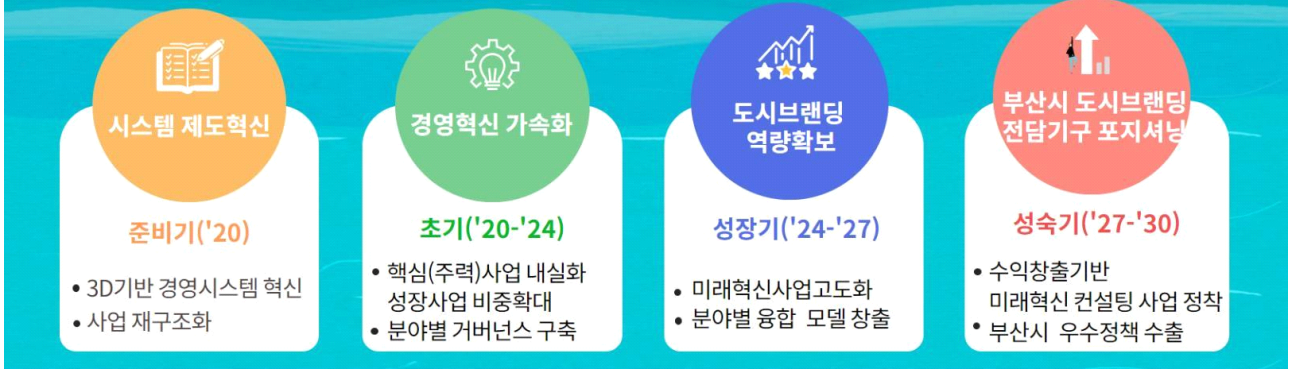 시스템 제도혁신
준비기('20)
• 3D기반 경영시스템 혁신
• 사업 재구조화
경영혁신 가속화
초기('20-'24)
• 핵심(주력)사업 내실화
성장사업 비중확대
• 분야별 거버넌스 구축
도시브랜딩
역량확보
성장기('24-'27)
• 미래혁신사업고도화
• 분야별 융합 모델 창출
부산시 도시브랜딩
전담기구 포지셔닝
성숙기('27-'30)
• 수익창출기반
미래혁신 컨설팅 사업 정착
• 부산시 우수정책 수출